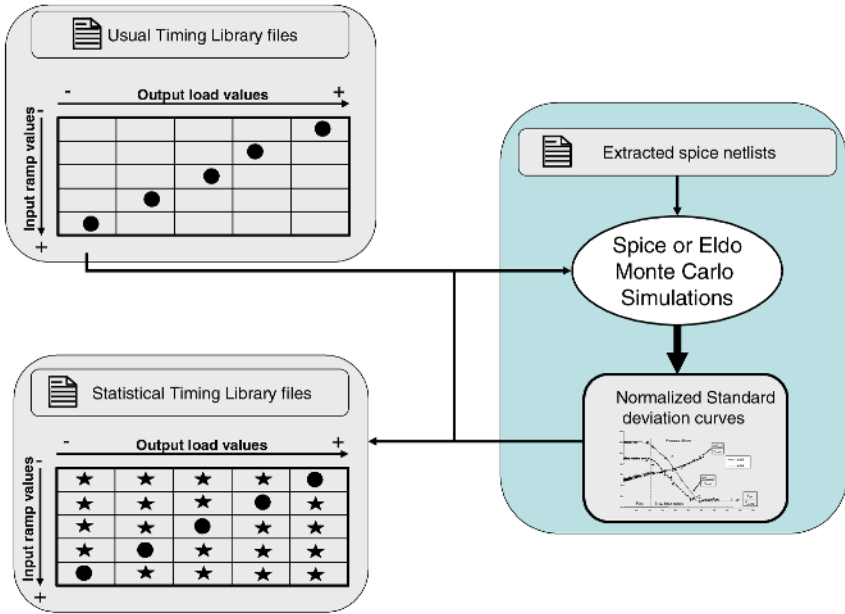 Usual Timing Library files
- Output load values +
- Input ramp values +
Extracted spice netlists
Spice or Eldo
Monte Carlo
Simulations
Normalized Standard
deviation curves
Statistical Timing Library files
- Output load values +
- Input ramp values +